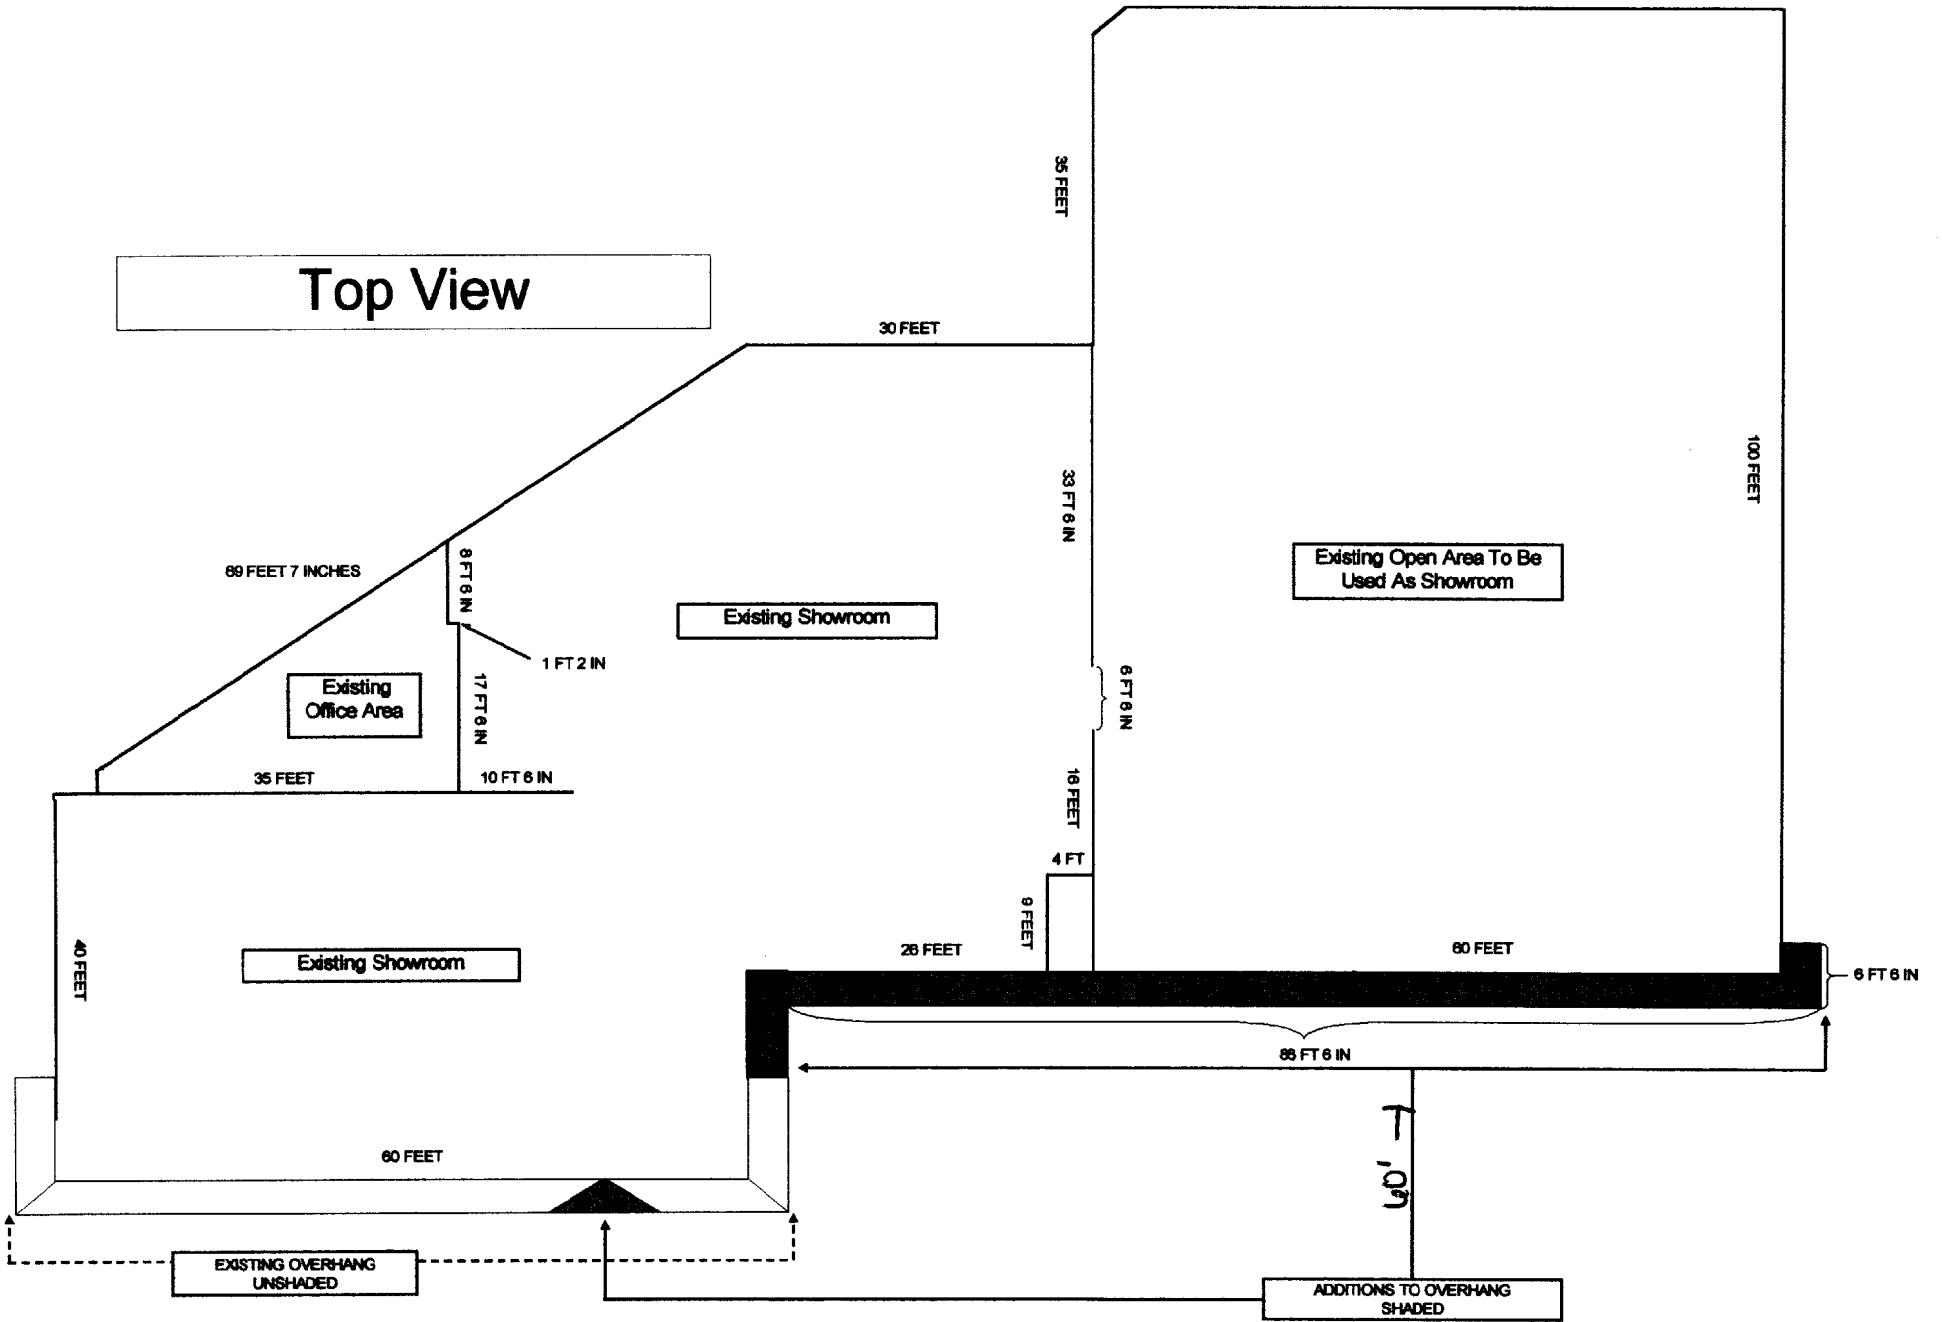 Top View
30 FEET
35 FEET
100 FEET
33 FT 6 IN
69 FEET 7 INCHES
8 FT 6 IN
Existing Open Area To Be
Used As Showroom
Existing Showroom
1 FT 2 IN
6 FT 6 IN
Existing
Office Area
17 FT 6 IN
35 FEET
10 FT 6 IN
16 FEET
4 FT
9 FEET
26 FEET
60 FEET
40 FEET
Existing Showroom
6 FT 6 IN
85 FT 6 IN
60 FEET
60'
EXISTING OVERHANG
UNSHADED
ADDITIONS TO OVERHANG
SHADED